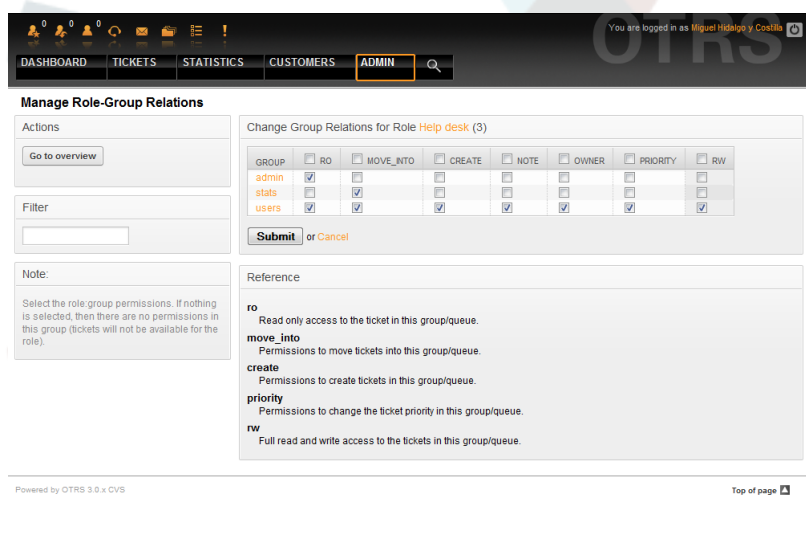 0 0 0
You are logged in as Miguel Hidalgo y Costilla
OTRS
DASHBOARD TICKETS STATISTICS CUSTOMERS ADMIN
Manage Role-Group Relations
Actions
Go to overview
Filter
Note:
Select the role:group permissions. If nothing
is selected, then there are no permissions in
this group (tickets will not be available for the
role).
Change Group Relations for Role Help desk (3)
GROUP RO MOVE_INTO CREATE NOTE OWNER PRIORITY RW
admin
stats
users
Submit or Cancel
Reference
ro
Read only access to the ticket in this group/queue.
move_into
Permissions to move tickets into this group/queue.
create
Permissions to create tickets in this group/queue.
priority
Permissions to change the ticket priority in this group/queue.
rw
Full read and write access to the tickets in this group/queue.
Powered by OTRS 3.0.x CVS
Top of page